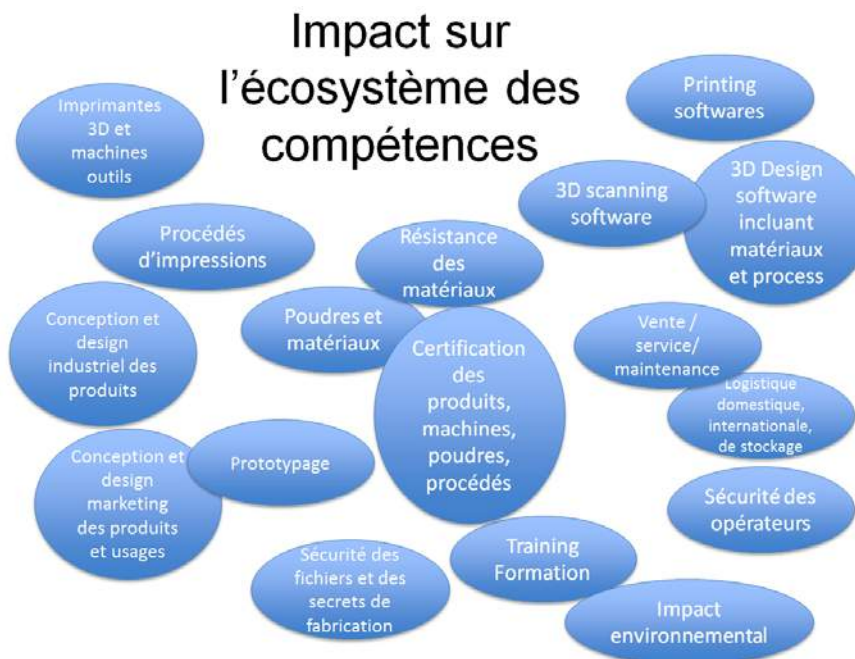 Impact sur
l'écosystème des
compétences
Imprimantes
3D et
machines
outils
Printing
softwares
3D scanning
software
3D Design
software
incluant
matériaux
et process
Procédés
d'impressions
Résistance
des
matériaux
Poudres et
matériaux
Conception et
design
industriel des
produits
Certification
des
produits,
machines,
poudres,
procédés
Vente /
service/
maintenance
Logistique
domestique,
internationale,
de stockage
Conception et
design
marketing
des produits
et usages
Prototypage
Sécurité des
opérateurs
Sécurité des
fichiers et des
secrets de
fabrication
Training
Formation
Impact
environnemental